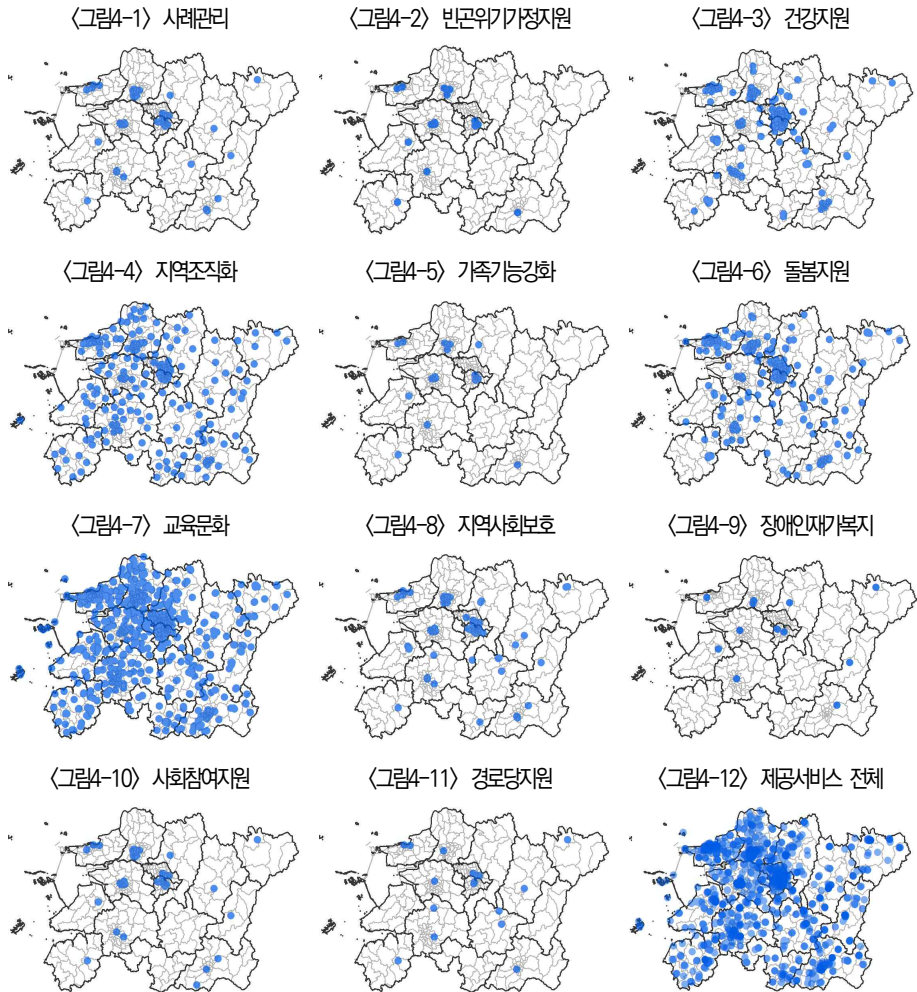 〈그림4-1〉 사례관리
〈그림4-2〉 빈곤위기가정지원
〈그림4-3〉 건강지원
〈그림4-4〉 지역조직화
〈그림4-5〉 가족기능강화
〈그림4-6〉 돌봄지원
〈그림4-7〉 교육문화
〈그림4-8〉 지역사회보호
〈그림4-9〉 장애인재가복지
〈그림4-10〉 사회참여지원
〈그림4-11〉 경로당지원
〈그림4-12〉 제공서비스 전체